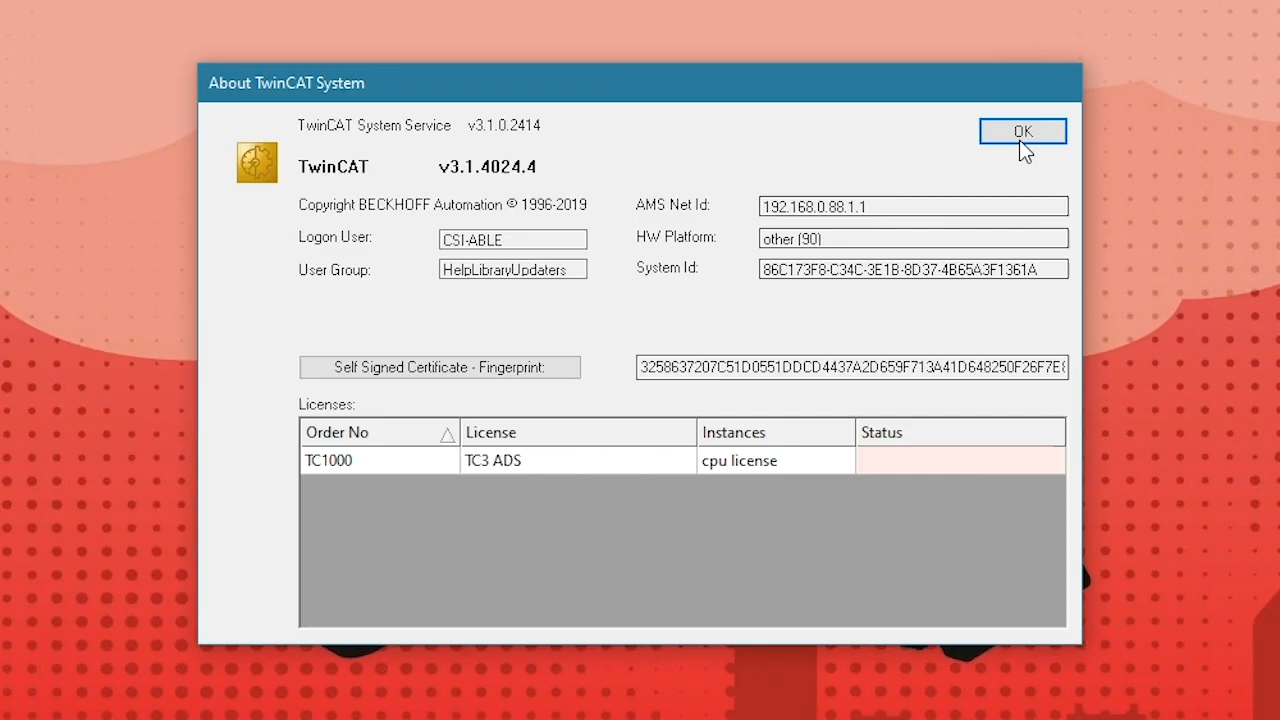 About TwinCAT System
TwinCAT System Service v3.1.0.2414
OK
TwinCAT v3.1.4024.4
Copyright BECKHOFF Automation © 1996-2019
AMS Net Id: 192.168.0.88.1.1
Logon User: CSI-ABLE
HW Platform: other (90)
User Group: HelpLibraryUpdaters
System Id: 86C173F8-C34C-3E1B-8D37-4B65A3F1361A
Self Signed Certificate - Fingerprint: 3258637207C51D0551DDCD4437A2D659F713A41D648250F26F7E8
Licenses:
Order No License Instances Status
TC1000 TC3 ADS cpu license